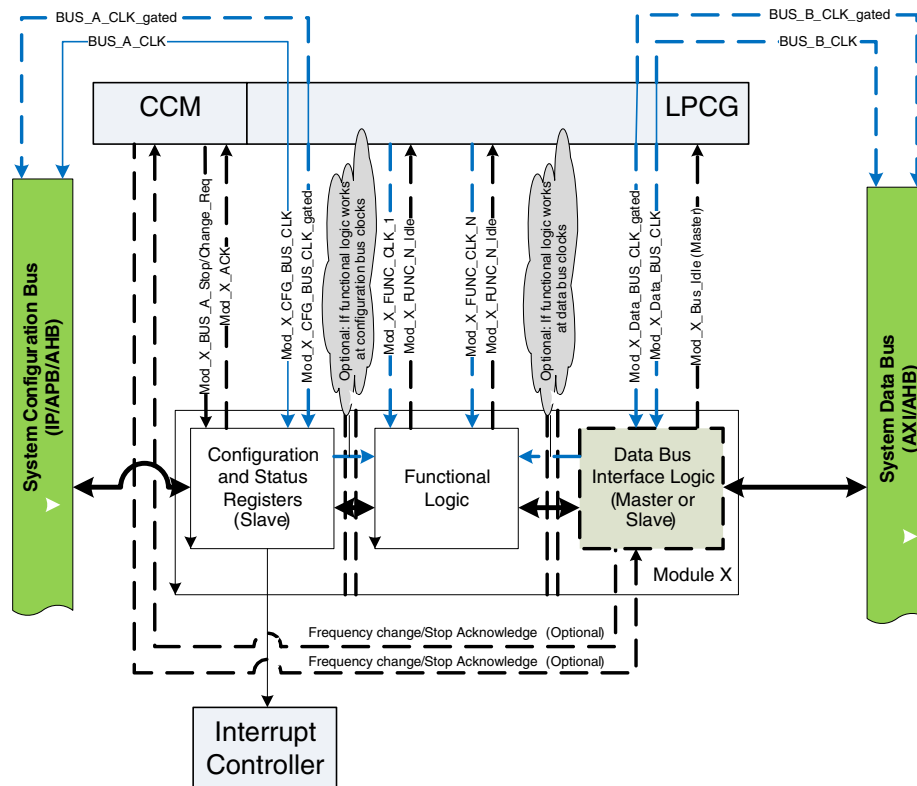 BUS_A_CLK_gated
BUS_A_CLK
BUS_B_CLK_gated
BUS_B_CLK
CCM
LPCG
System Configuration Bus
(IP/APB/AHB)
Mod_X_BUS_A_Stop/Change_Req
Mod_X_ACK
Mod_X_CFG_BUS_CLK
Mod_X_CFG_BUS_CLK_gated
Optional: If functional logic works
at configuration bus clocks
Mod_X_FUNC_CLK_1
Mod_X_FUNC_N_Idle
Mod_X_FUNC_CLK_N
Mod_X_FUNC_N_Idle
Optional: If functional logic works
at data bus clocks
Mod_X_Data_BUS_CLK_gated
Mod_X_Data_BUS_CLK
Mod_X_Bus_Idle (Master)
System Data Bus
(AXI/AHB)
Configuration
and Status
Registers
(Slave)
Functional
Logic
Data Bus
Interface Logic
(Master or
Slave)
Module X
Frequency change/Stop Acknowledge (Optional)
Frequency change/Stop Acknowledge (Optional)
Interrupt
Controller